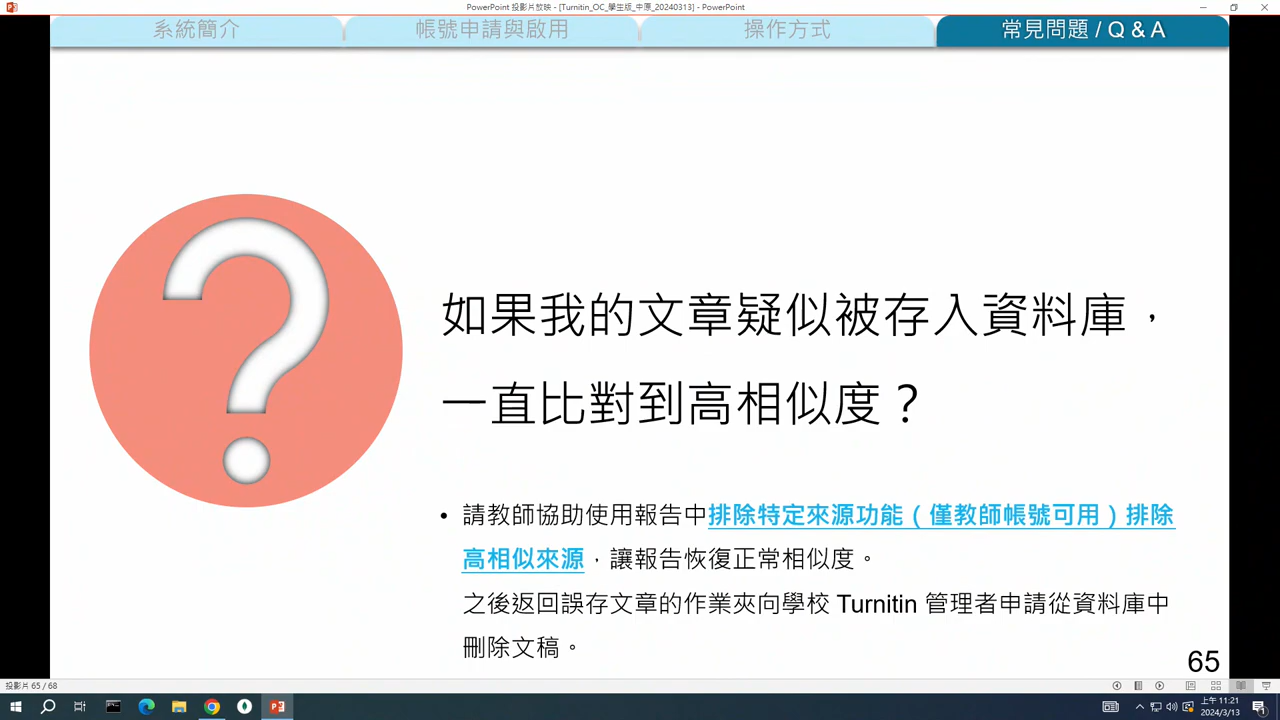 PowerPoint 投影片放映 - [Turnitin_OC_學生版_中原_20240313] - PowerPoint
系統簡介
帳號申請與啟用
操作方式
常見問題 / Q & A
?
如果我的文章疑似被存入資料庫，
一直比對到高相似度？
• 請教師協助使用報告中排除特定來源功能（僅教師帳號可用）排除
高相似來源，讓報告恢復正常相似度。
之後返回誤存文章的作業夾向學校 Turnitin 管理者申請從資料庫中
刪除文稿。
65
投影片 65 / 68
上午 11:21
2024/3/13